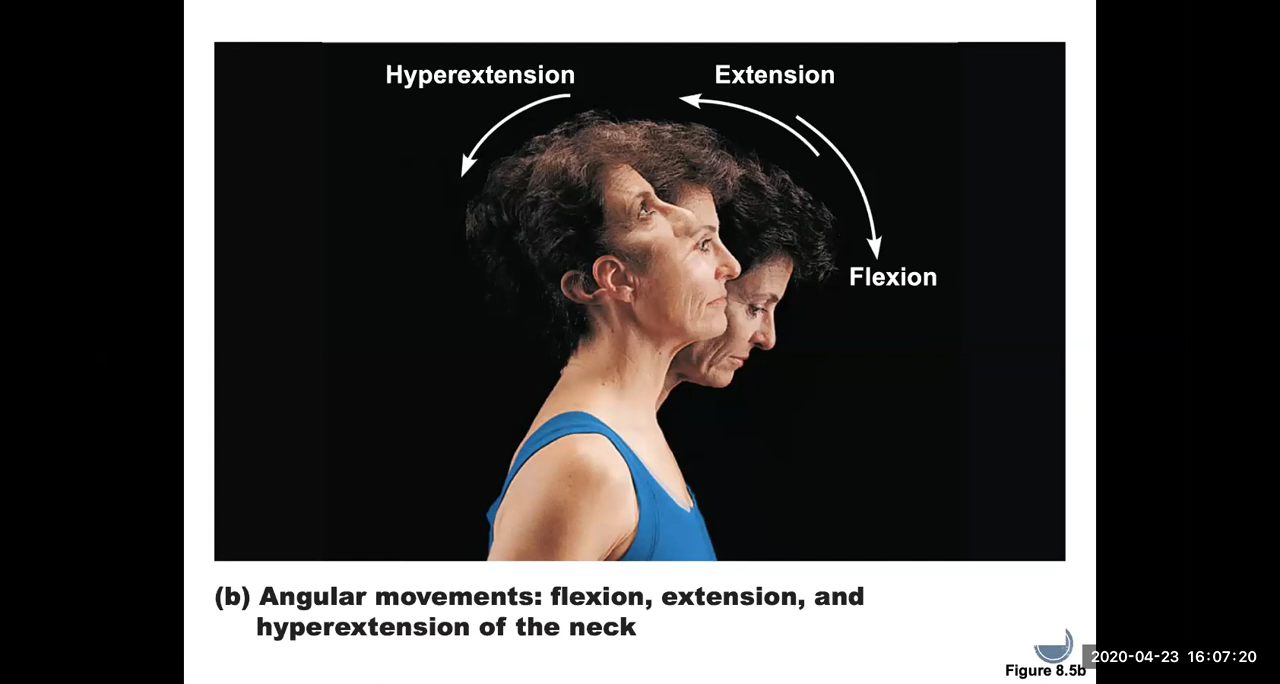 Hyperextension
Extension
Flexion
(b) Angular movements: flexion, extension, and
hyperextension of the neck
2020-04-23 16:07:20
Figure 8.5b